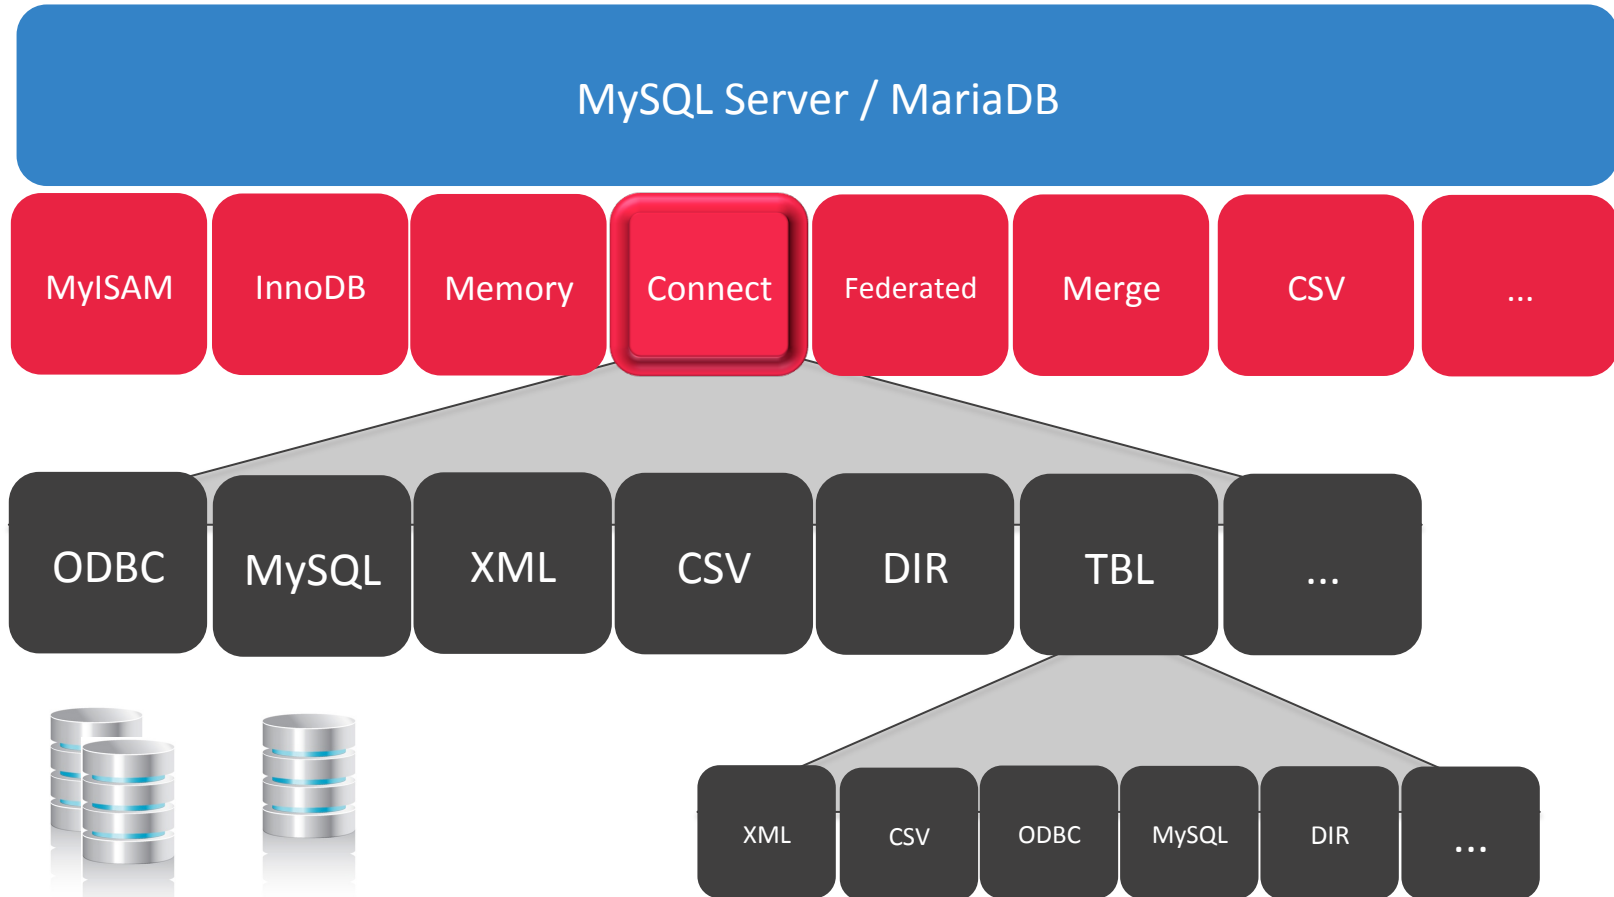 MySQL Server / MariaDB
MyISAM
InnoDB
Memory
Connect
Federated
Merge
CSV
...
ODBC
MySQL
XML
CSV
DIR
TBL
...
XML
CSV
ODBC
MySQL
DIR
...